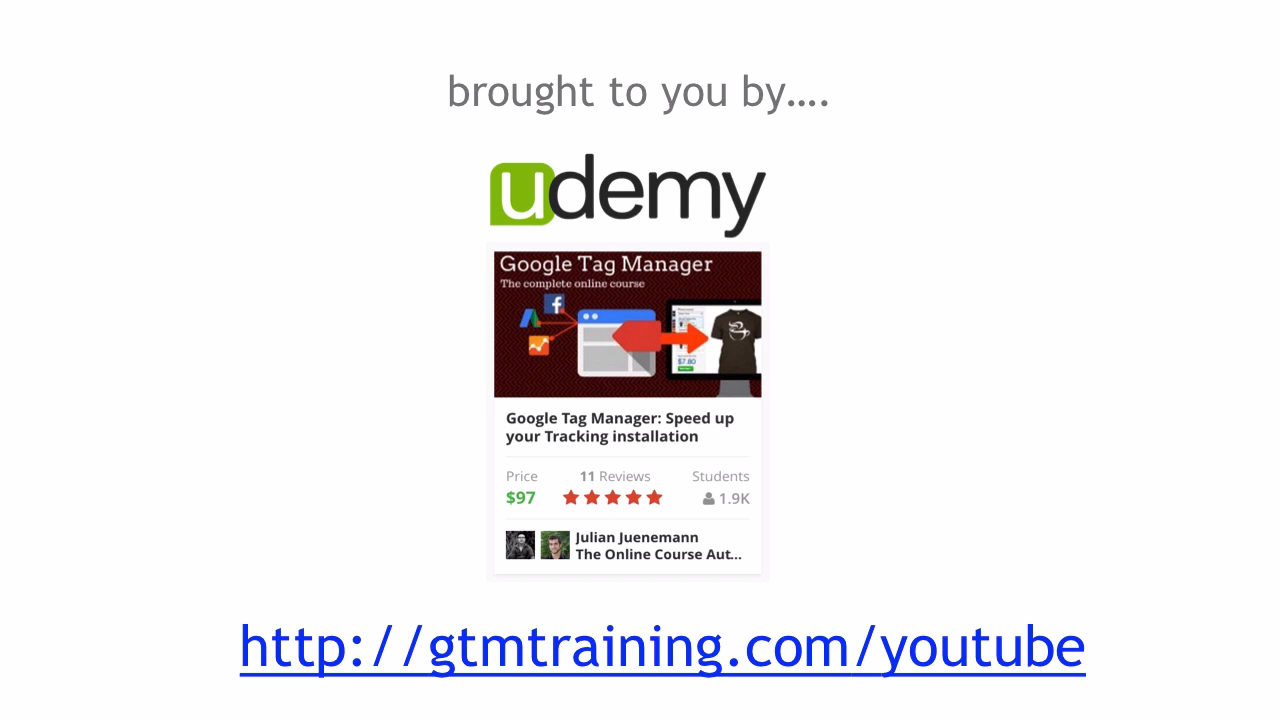 brought to you by….
udemy
Google Tag Manager
The complete online course
$7.80
Google Tag Manager: Speed up
your Tracking installation
Price 11 Reviews Students
$97 1.9K
Julian Juenemann
The Online Course Aut...
http://gtmtraining.com/youtube